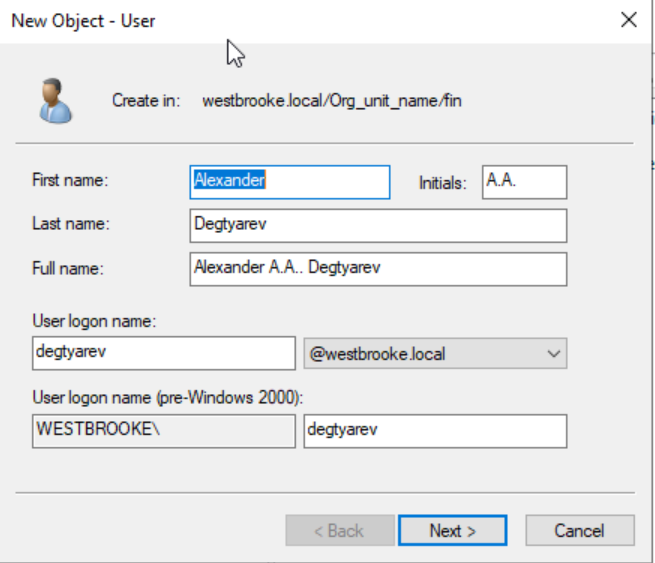 New Object - User
Create in: westbrooke.local/Org_unit_name/fin
First name: Alexander Initials: A.A.
Last name: Degtyarev
Full name: Alexander A.A.. Degtyarev
User logon name:
degtyarev @westbrooke.local
User logon name (pre-Windows 2000):
WESTBROOKE\ degtyarev
< Back Next > Cancel